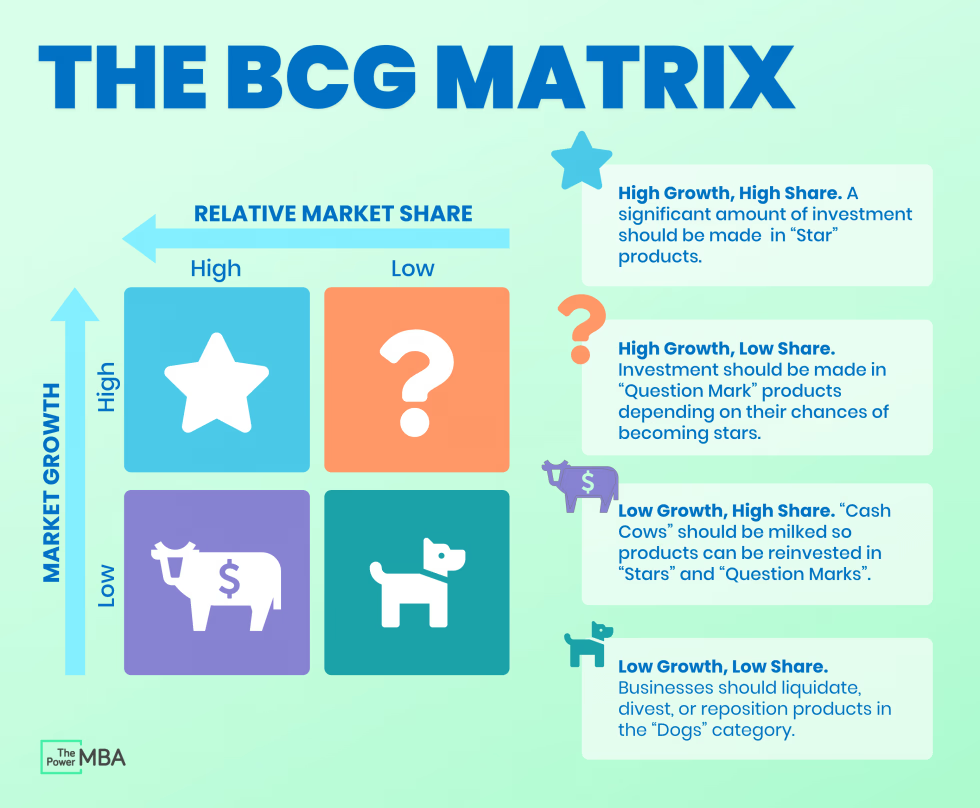 THE BCG MATRIX
RELATIVE MARKET SHARE
High
Low
MARKET GROWTH
High
Low
$
High Growth, High Share. A
significant amount of investment
should be made in “Star”
products.
High Growth, Low Share.
Investment should be made in
“Question Mark” products
depending on their chances of
becoming stars.
$
Low Growth, High Share. “Cash
Cows” should be milked so
products can be reinvested in
“Stars” and “Question Marks”.
Low Growth, Low Share.
Businesses should liquidate,
divest, or reposition products in
the “Dogs” category.
The
Power MBA